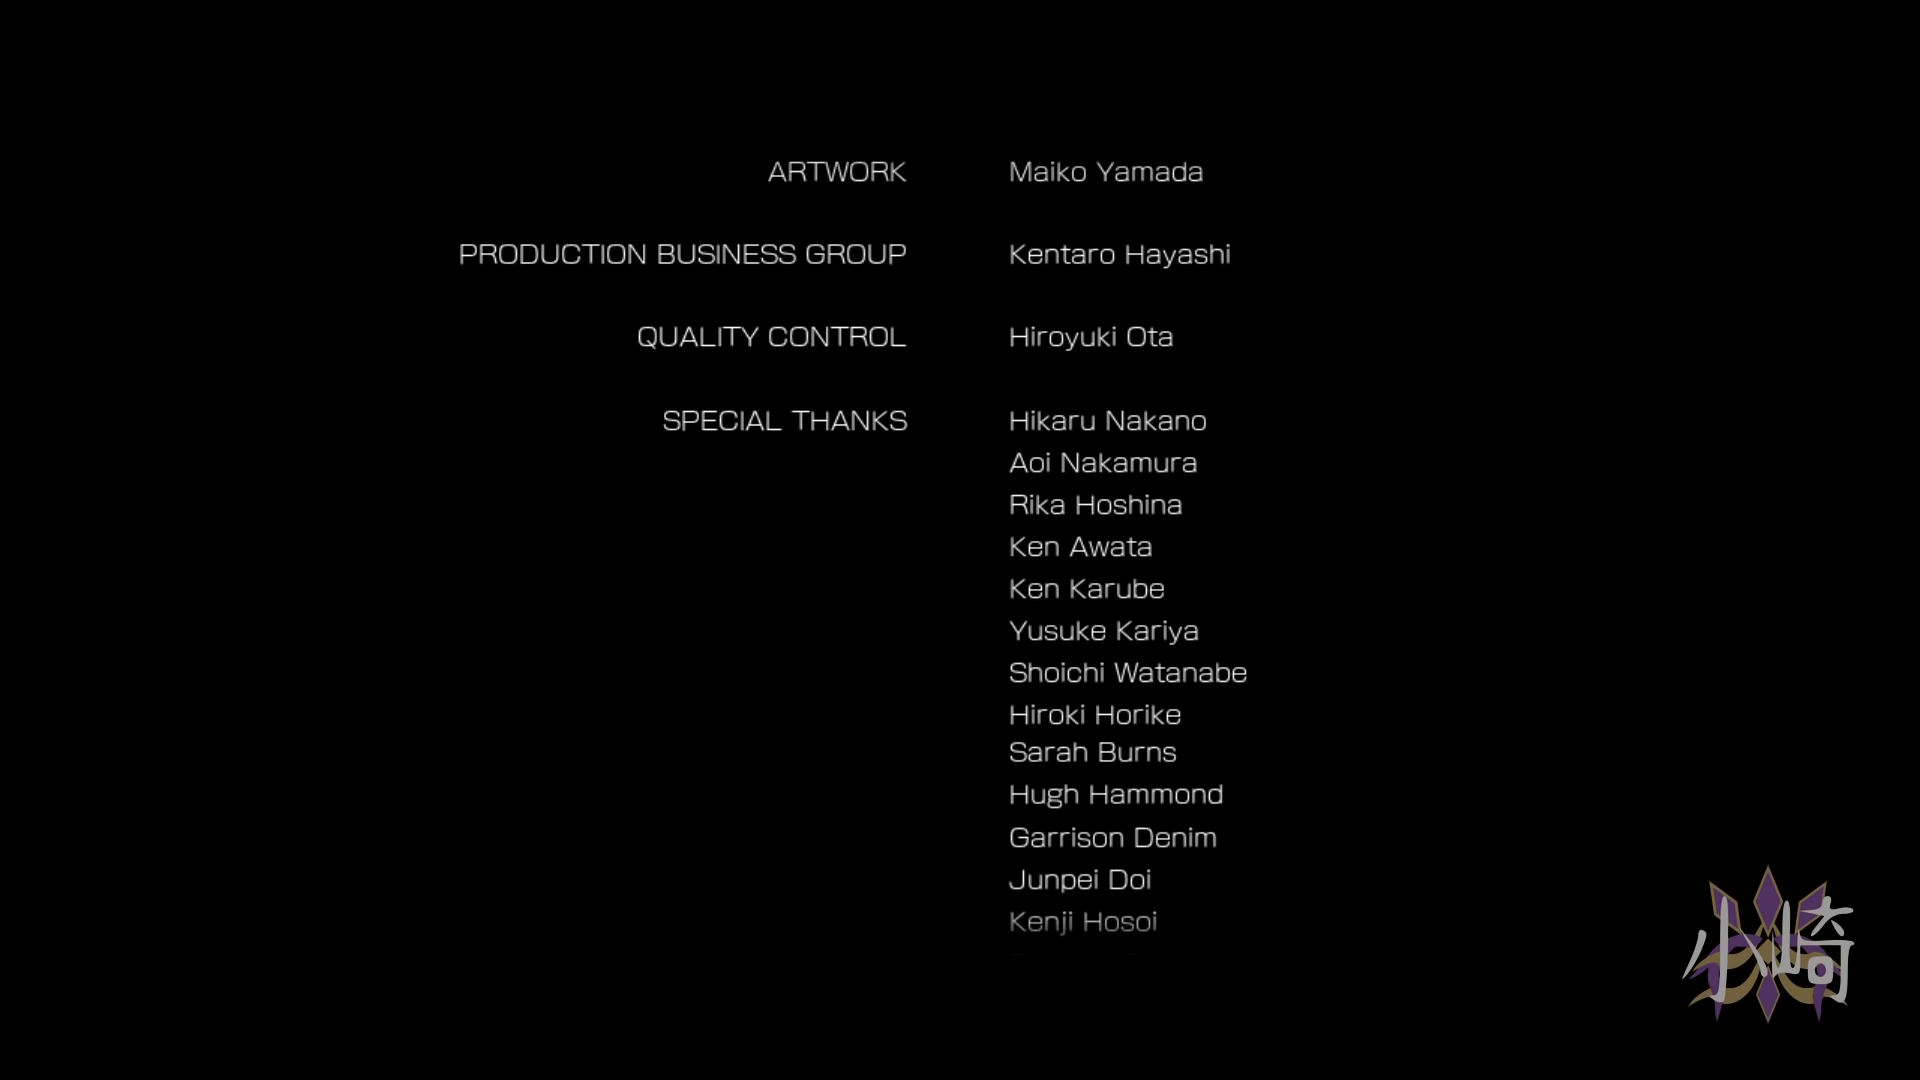 ARTWORK Maiko Yamada
PRODUCTION BUSINESS GROUP Kentaro Hayashi
QUALITY CONTROL Hiroyuki Ota
SPECIAL THANKS Hikaru Nakano
Aoi Nakamura
Rika Hoshina
Ken Awata
Ken Karube
Yusuke Kariya
Shoichi Watanabe
Hiroki Horike
Sarah Burns
Hugh Hammond
Garrison Denim
Junpei Doi
Kenji Hosoi
小崎